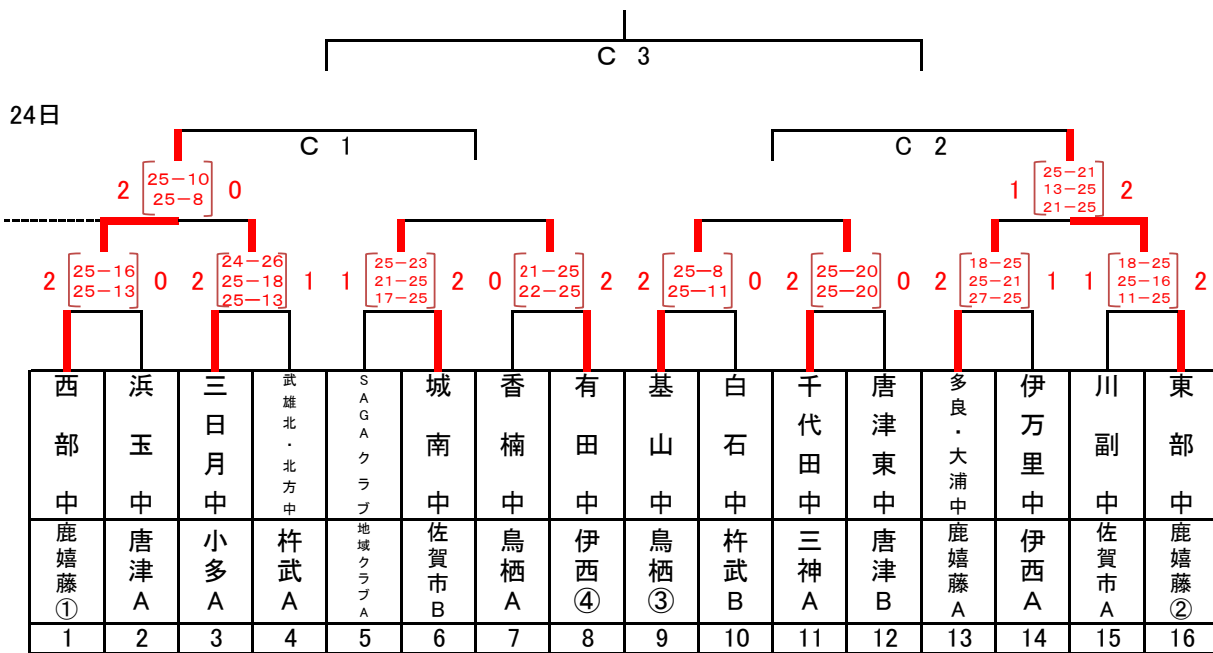 C 3
24日
C 1
C 2
2 25-10 0
25-8
1 25-21 2
13-25
21-25
2 25-16 0
25-13
2 24-26 1
25-18
25-13
1 25-23 2
21-25
17-25
0 21-25 2
22-25
2 25-8 0
25-11
2 25-20 0
25-20
2 18-25 1
25-21
27-25
1 18-25 2
25-16
11-25
西部中
浜玉中
三日月中
武雄北・北方中
SAGAクラブ
城南中
香楠中
有田中
基山中
白石中
千代田中
唐津東中
多良・大浦中
伊万里中
川副中
東部中
鹿嬉藤①
唐津A
小多A
杵武A
地域クラブA
佐賀市B
鳥栖A
伊西④
鳥栖③
杵武B
三神A
唐津B
鹿嬉藤A
伊西A
佐賀市A
鹿嬉藤②
1 2 3 4 5 6 7 8 9 10 11 12 13 14 15 16